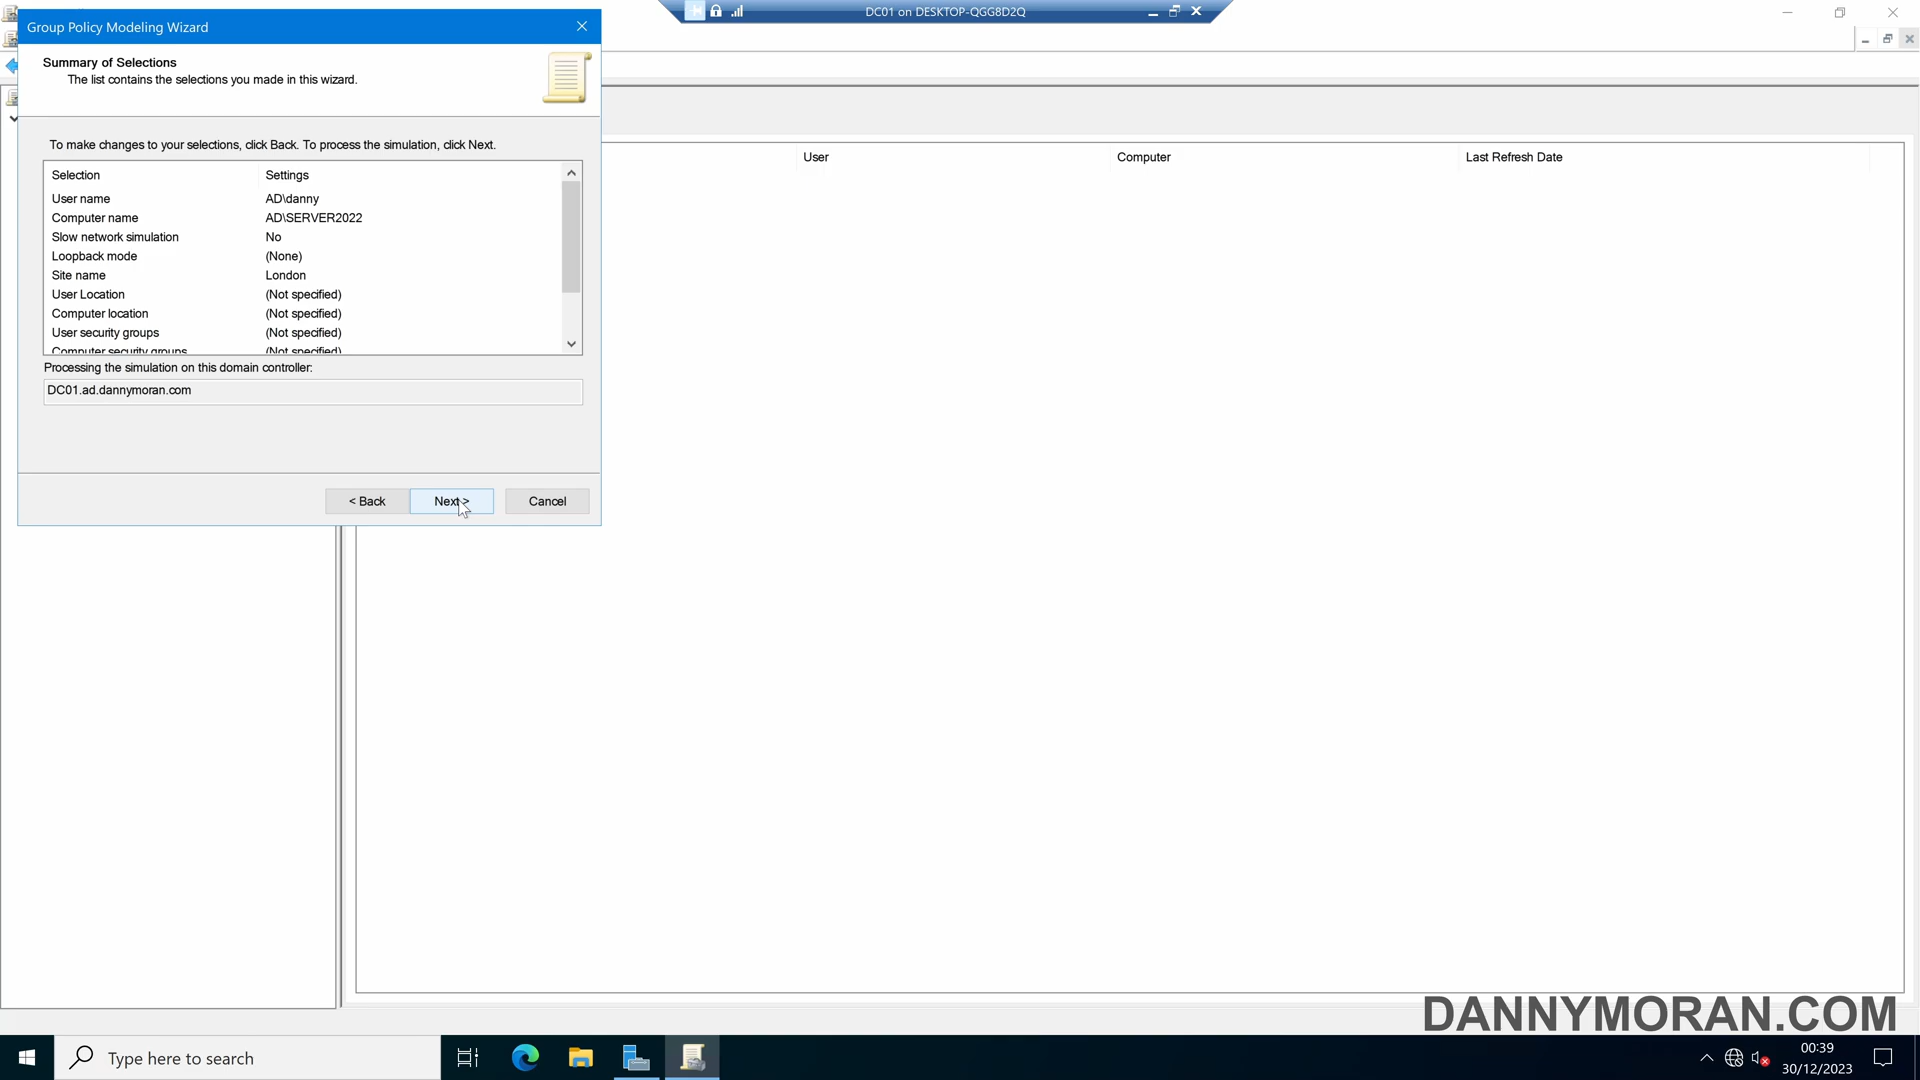 Group Policy Modeling Wizard
DC01 on DESKTOP-QGG8D2Q
Summary of Selections
The list contains the selections you made in this wizard.
To make changes to your selections, click Back. To process the simulation, click Next.
User Computer Last Refresh Date
Selection Settings
User name AD\danny
Computer name AD\SERVER2022
Slow network simulation No
Loopback mode (None)
Site name London
User Location (Not specified)
Computer location (Not specified)
User security groups (Not specified)
Computer security groups (Not specified)
Processing the simulation on this domain controller:
DC01.ad.dannymoran.com
< Back Next > Cancel
DANNYMORAN.COM
Type here to search
00:39
30/12/2023